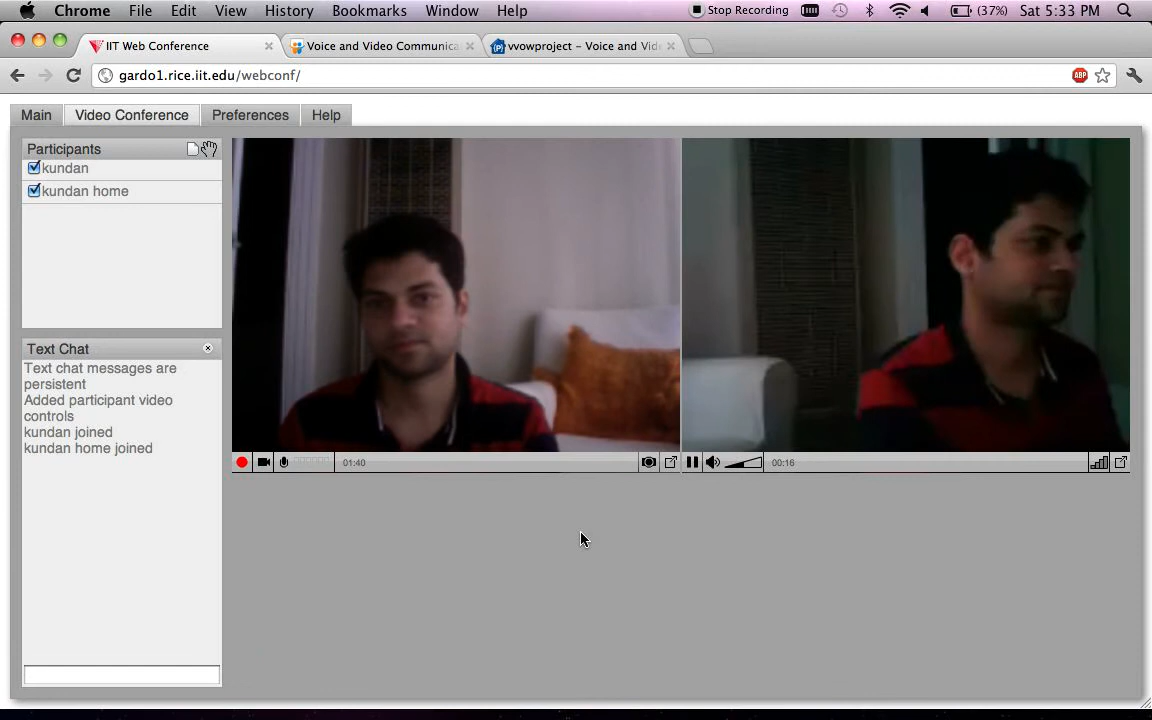 Chrome File Edit View History Bookmarks Window Help Stop Recording (37%) Sat 5:33 PM
IIT Web Conference Voice and Video Communica vvowproject – Voice and Vid
gardo1.rice.iit.edu/webconf/ ABP
Main Video Conference Preferences Help
Participants
kundan
kundan home
Text Chat
Text chat messages are
persistent
Added participant video
controls
kundan joined
kundan home joined
01:40
00:16